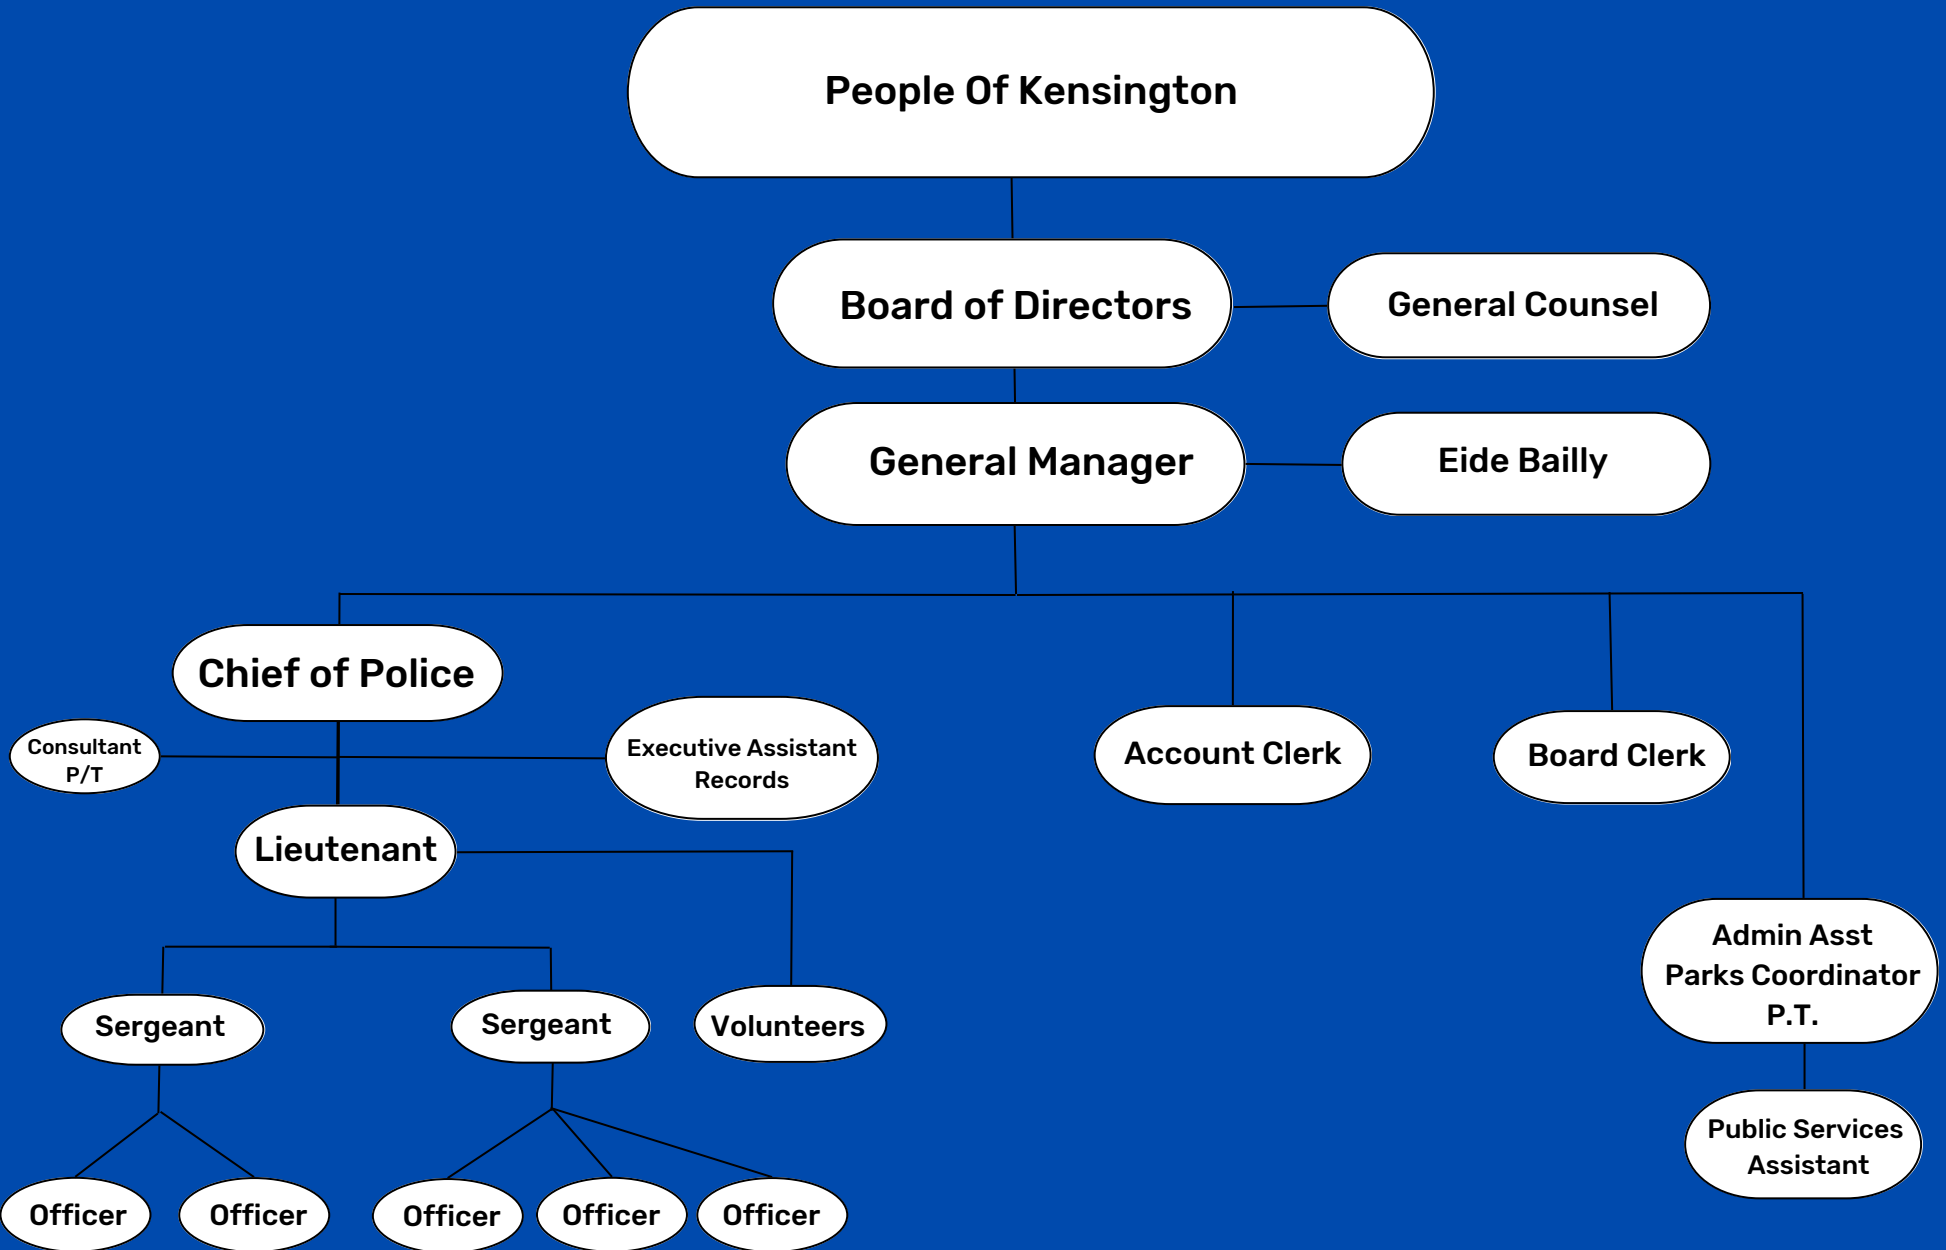 People Of Kensington
Board of Directors
General Counsel
General Manager
Eide Bailly
Chief of Police
Consultant
P/T
Executive Assistant
Records
Account Clerk
Board Clerk
Lieutenant
Admin Asst
Parks Coordinator
P.T.
Sergeant
Sergeant
Volunteers
Public Services
Assistant
Officer
Officer
Officer
Officer
Officer